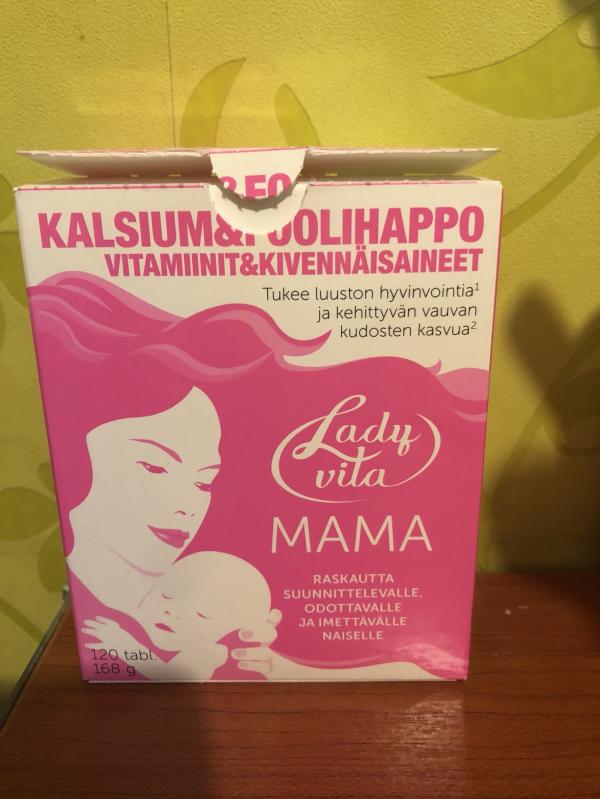 & FO
KALSIUM&FOOLIHAPPO
VITAMIINIT&KIVENNÄISAINEET
Tukee luuston hyvinvointia¹
ja kehittyvän vauvan
kudosten kasvua²
Lady
vita
MAMA
RASKAUTTA
SUUNNITTELEVALLE,
ODOTTAVALLE
JA IMETTÄVÄLLE
NAISELLE
120 tabl.
168 g